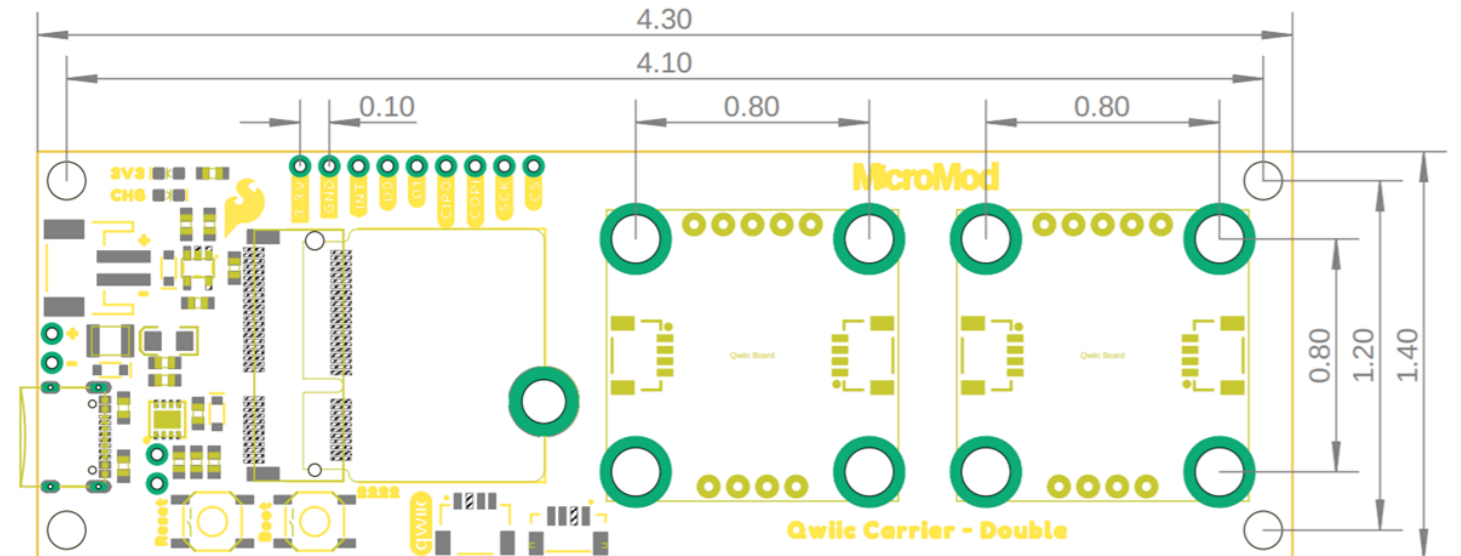 4.30
4.10
0.10
0.80
0.80
MicroMod
3V3
CHG
3.3V
GND
INT
D0
D1
CIPO
COPI
SCK
CS
+
-
+
-
Qwiic Board
Qwiic Board
0.80
1.20
1.40
Reset
Boot
qwiic
Qwiic Carrier - Double